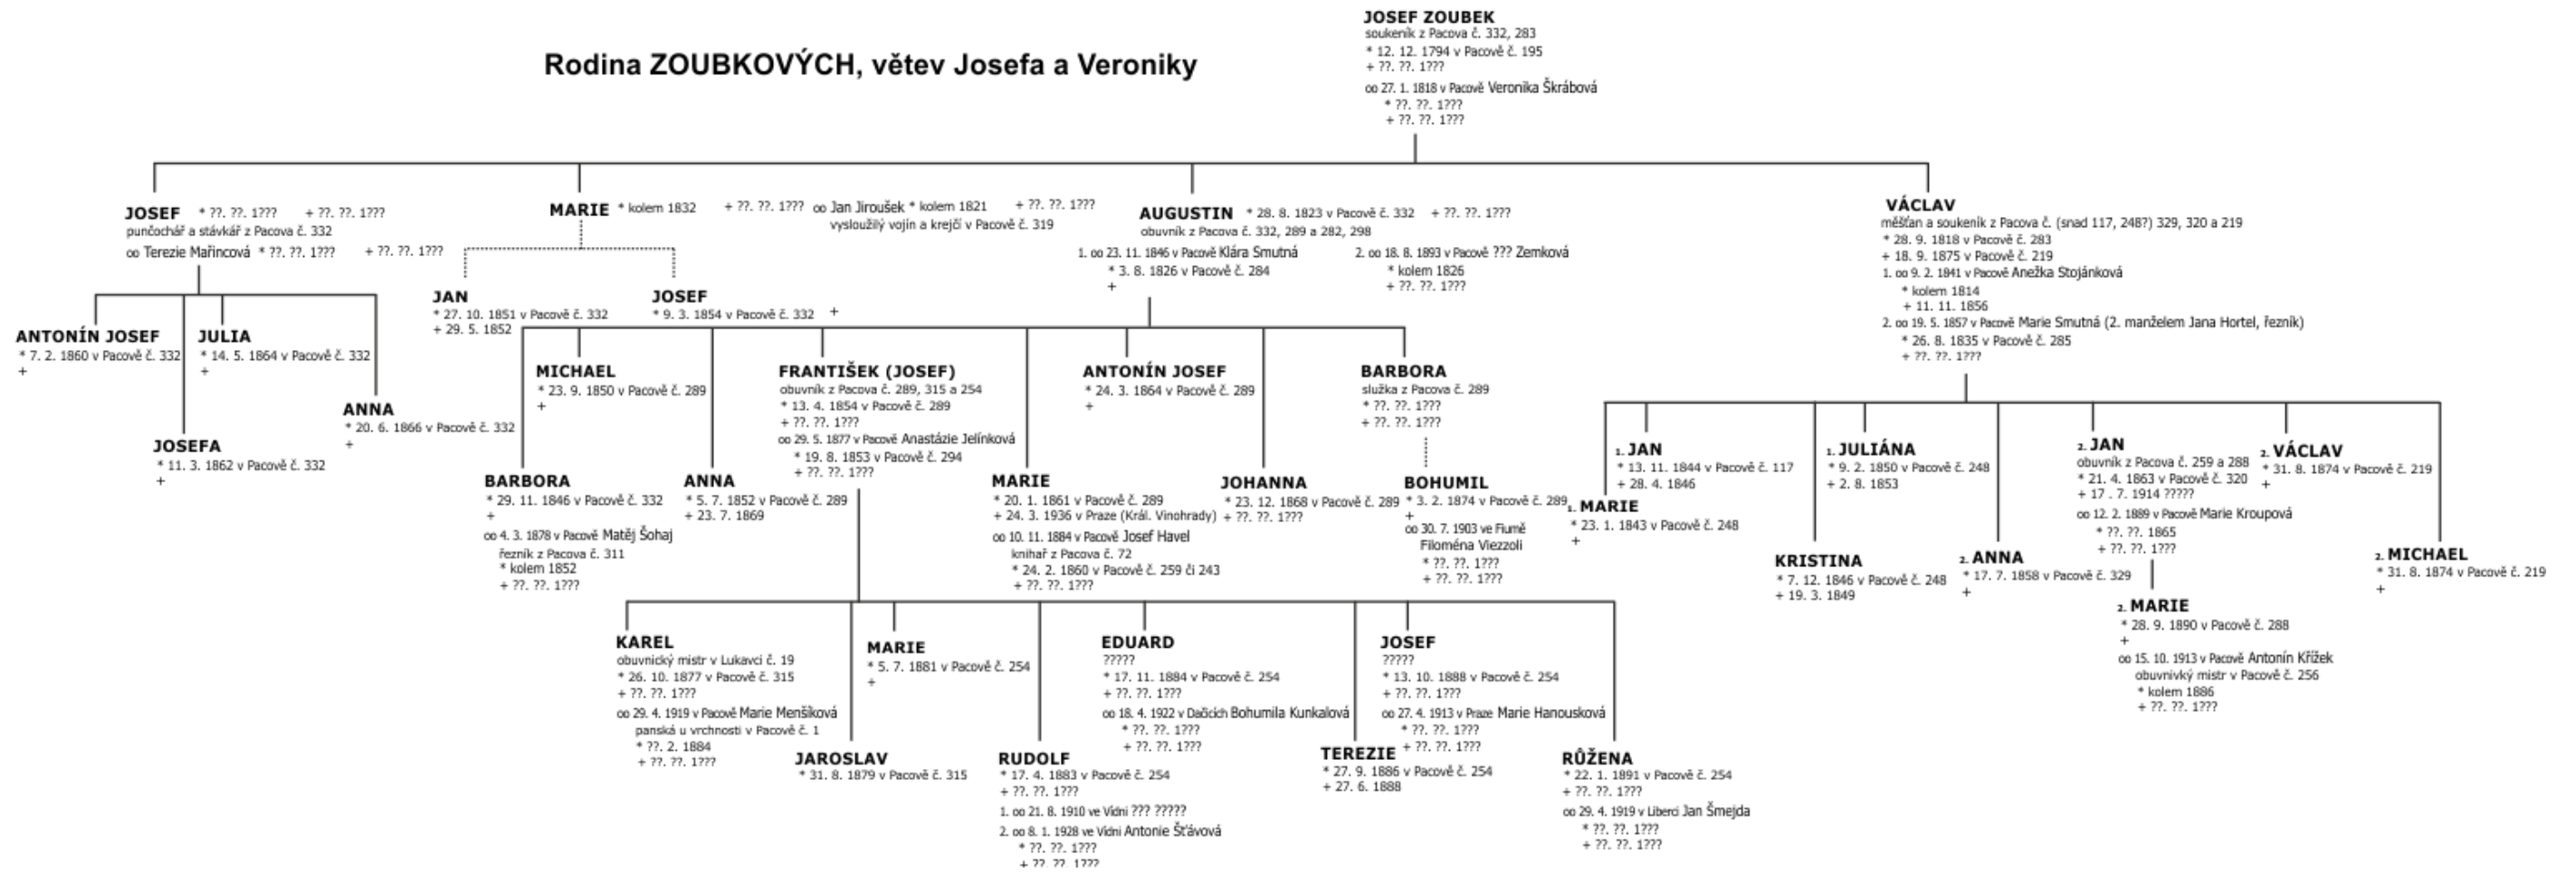 Rodina ZOUBKOVÝCH, větev Josefa a Veroniky
JOSEF ZOUBEK
soukeník z Pacova č. 332, 283
* 12. 12. 1794 v Pacově č. 195
+ ??. ??. 1???
oo 27. 1. 1818 v Pacově Veronika Škrábová
* ??. ??. 1???
+ ??. ??. 1???
JOSEF * ??. ??. 1??? + ??. ??. 1???
punčochář a stávkář z Pacova č. 332
oo Terezie Mařincová * ??. ??. 1??? + ??. ??. 1???
MARIE * kolem 1832 + ??. ??. 1??? oo Jan Jiroušek * kolem 1821 + ??. ??. 1???
vysloužilý vojín a krejčí v Pacově č. 319
AUGUSTIN * 28. 8. 1823 v Pacově č. 332 + ??. ??. 1???
obuvník z Pacova č. 332, 289 a 282, 298
1. oo 23. 11. 1846 v Pacově Klára Smutná
* 3. 8. 1826 v Pacově č. 284
+
2. oo 18. 8. 1893 v Pacově ??? Zemková
* kolem 1826
+ ??. ??. 1???
VÁCLAV
měšťan a soukeník z Pacova č. (snad 117, 248?) 329, 320 a 219
* 28. 9. 1818 v Pacově č. 283
+ 18. 9. 1875 v Pacově č. 219
1. oo 9. 2. 1841 v Pacově Anežka Stojánková
* kolem 1814
+ 11. 11. 1856
2. oo 19. 5. 1857 v Pacově Marie Smutná (2. manželem Jana Hortel, řezník)
* 26. 8. 1835 v Pacově č. 285
+ ??. ??. 1???
ANTONÍN JOSEF
* 7. 2. 1860 v Pacově č. 332
+
JOSEFA
* 11. 3. 1862 v Pacově č. 332
+
JULIA
* 14. 5. 1864 v Pacově č. 332
+
ANNA
* 20. 6. 1866 v Pacově č. 332
+
JAN
* 27. 10. 1851 v Pacově č. 332
+ 29. 5. 1852
JOSEF
* 9. 3. 1854 v Pacově č. 332 +
BARBORA
* 29. 11. 1846 v Pacově č. 332
+
oo 4. 3. 1878 v Pacově Matěj Šohaj
řezník z Pacova č. 311
* kolem 1852
+ ??. ??. 1???
MICHAEL
* 23. 9. 1850 v Pacově č. 289
+
ANNA
* 5. 7. 1852 v Pacově č. 289
+ 23. 7. 1869
FRANTIŠEK (JOSEF)
obuvník z Pacova č. 289, 315 a 254
* 13. 4. 1854 v Pacově č. 289
+ ??. ??. 1???
oo 29. 5. 1877 v Pacově Anastázie Jelínková
* 19. 8. 1853 v Pacově č. 294
+ ??. ??. 1???
MARIE
* 20. 1. 1861 v Pacově č. 289
+ 24. 3. 1936 v Praze (Král. Vinohrady)
oo 10. 11. 1884 v Pacově Josef Havel
knihař z Pacova č. 72
* 24. 2. 1860 v Pacově č. 259 či 243
+ ??. ??. 1???
ANTONÍN JOSEF
* 24. 3. 1864 v Pacově č. 289
+
JOHANNA
* 23. 12. 1868 v Pacově č. 289
+ ??. ??. 1???
BARBORA
služka z Pacova č. 289
* ??. ??. 1???
+ ??. ??. 1???
BOHUMIL
* 3. 2. 1874 v Pacově č. 289
+
oo 30. 7. 1903 ve Fiumě
Filoména Viezzoli
* ??. ??. 1???
+ ??. ??. 1???
1. MARIE
* 23. 1. 1843 v Pacově č. 248
+
1. JAN
* 13. 11. 1844 v Pacově č. 117
+ 28. 4. 1846
KRISTINA
* 7. 12. 1846 v Pacově č. 248
+ 19. 3. 1849
1. JULIÁNA
* 9. 2. 1850 v Pacově č. 248
+ 2. 8. 1853
2. ANNA
* 17. 7. 1858 v Pacově č. 329
+
2. JAN
obuvník z Pacova č. 259 a 288
* 21. 4. 1863 v Pacově č. 320
+ 17 . 7. 1914 ?????
oo 12. 2. 1889 v Pacově Marie Kroupová
* ??. ??. 1865
+ ??. ??. 1???
2. VÁCLAV
* 31. 8. 1874 v Pacově č. 219
+
2. MICHAEL
* 31. 8. 1874 v Pacově č. 219
+
2. MARIE
* 28. 9. 1890 v Pacově č. 288
+
oo 15. 10. 1913 v Pacově Antonín Křížek
obuvnivký mistr v Pacově č. 256
* kolem 1886
+ ??. ??. 1???
KAREL
obuvnický mistr v Lukavci č. 19
* 26. 10. 1877 v Pacově č. 315
+ ??. ??. 1???
oo 29. 4. 1919 v Pacově Marie Menšíková
panská u vrchnosti v Pacově č. 1
* ??. 2. 1884
+ ??. ??. 1???
JAROSLAV
* 31. 8. 1879 v Pacově č. 315
MARIE
* 5. 7. 1881 v Pacově č. 254
+
RUDOLF
* 17. 4. 1883 v Pacově č. 254
+ ??. ??. 1???
1. oo 21. 8. 1910 ve Vídni ??? ?????
2. oo 8. 1. 1928 ve Vídni Antonie Šťávová
* ??. ??. 1???
+ ??. ??. 1???
EDUARD
?????
* 17. 11. 1884 v Pacově č. 254
+ ??. ??. 1???
oo 18. 4. 1922 v Dačicích Bohumila Kunkalová
* ??. ??. 1???
+ ??. ??. 1???
TEREZIE
* 27. 9. 1886 v Pacově č. 254
+ 27. 6. 1888
JOSEF
?????
* 13. 10. 1888 v Pacově č. 254
+ ??. ??. 1???
oo 27. 4. 1913 v Praze Marie Hanousková
* ??. ??. 1???
+ ??. ??. 1???
RŮŽENA
* 22. 1. 1891 v Pacově č. 254
+ ??. ??. 1???
oo 29. 4. 1919 v Liberci Jan Šmejda
* ??. ??. 1???
+ ??. ??. 1???